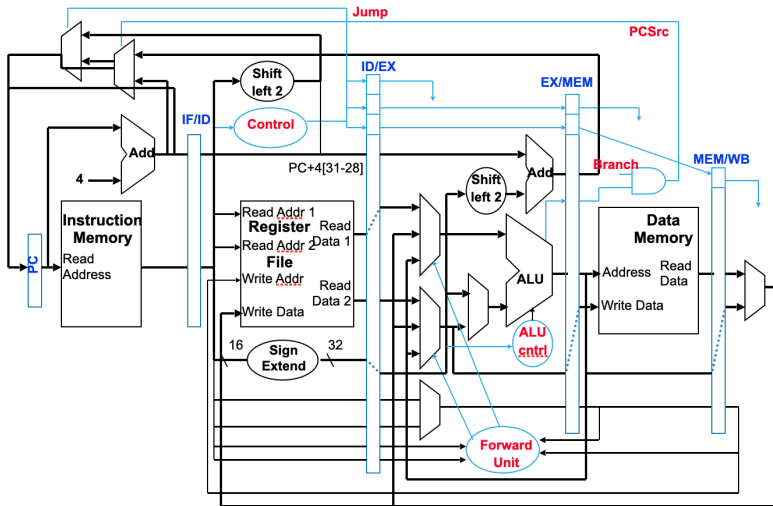 Jump
PCSrc
ID/EX
EX/MEM
Shift
left 2
IF/ID
Control
MEM/WB
Add
PC+4[31-28]
Branch
Add
4
Shift
left 2
Instruction
Memory
Read Addr 1
Register
Read
Data 1
Read Addr 2
File
Data
Memory
PC
Read
Address
Write Addr
ALU
Address
Read
Data
Read
Data 2
Write Data
Write Data
16
Sign
Extend
32
ALU
cntrl
Forward
Unit